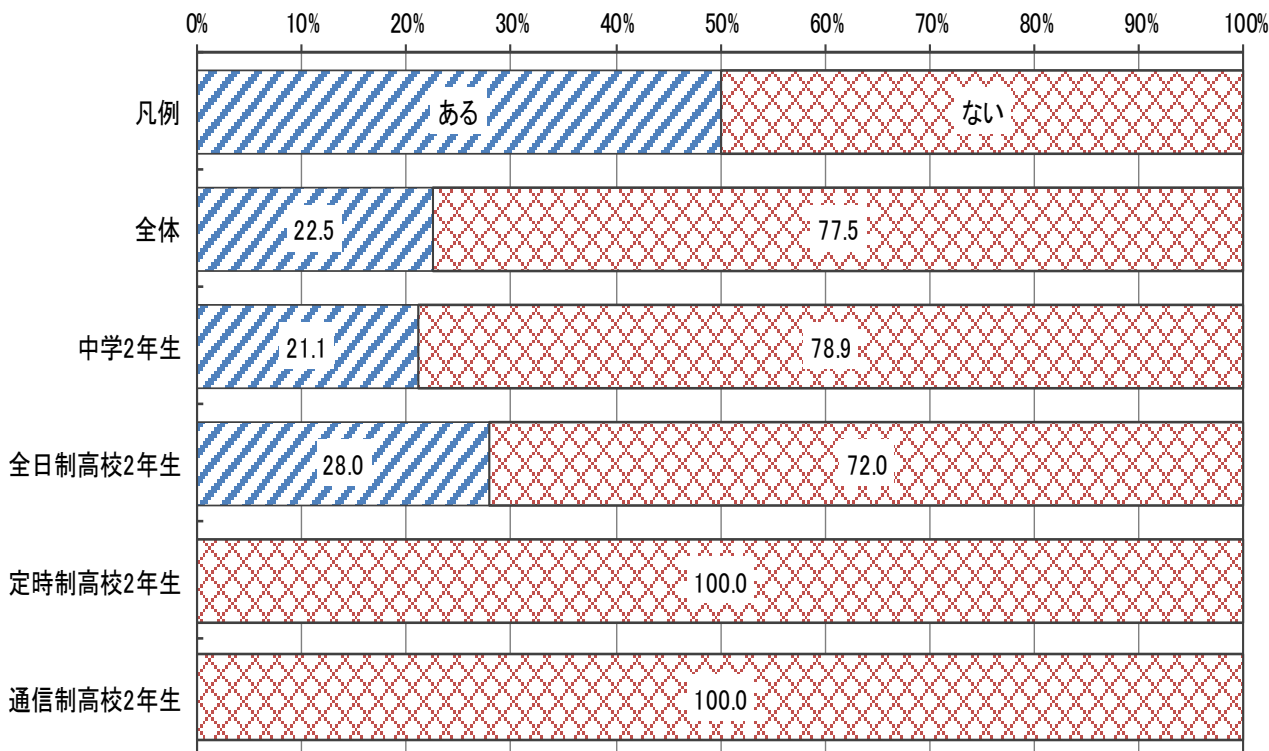 0% 10% 20% 30% 40% 50% 60% 70% 80% 90% 100%
凡例 ある ない
全体 22.5 77.5
中学2年生 21.1 78.9
全日制高校2年生 28.0 72.0
定時制高校2年生 100.0
通信制高校2年生 100.0